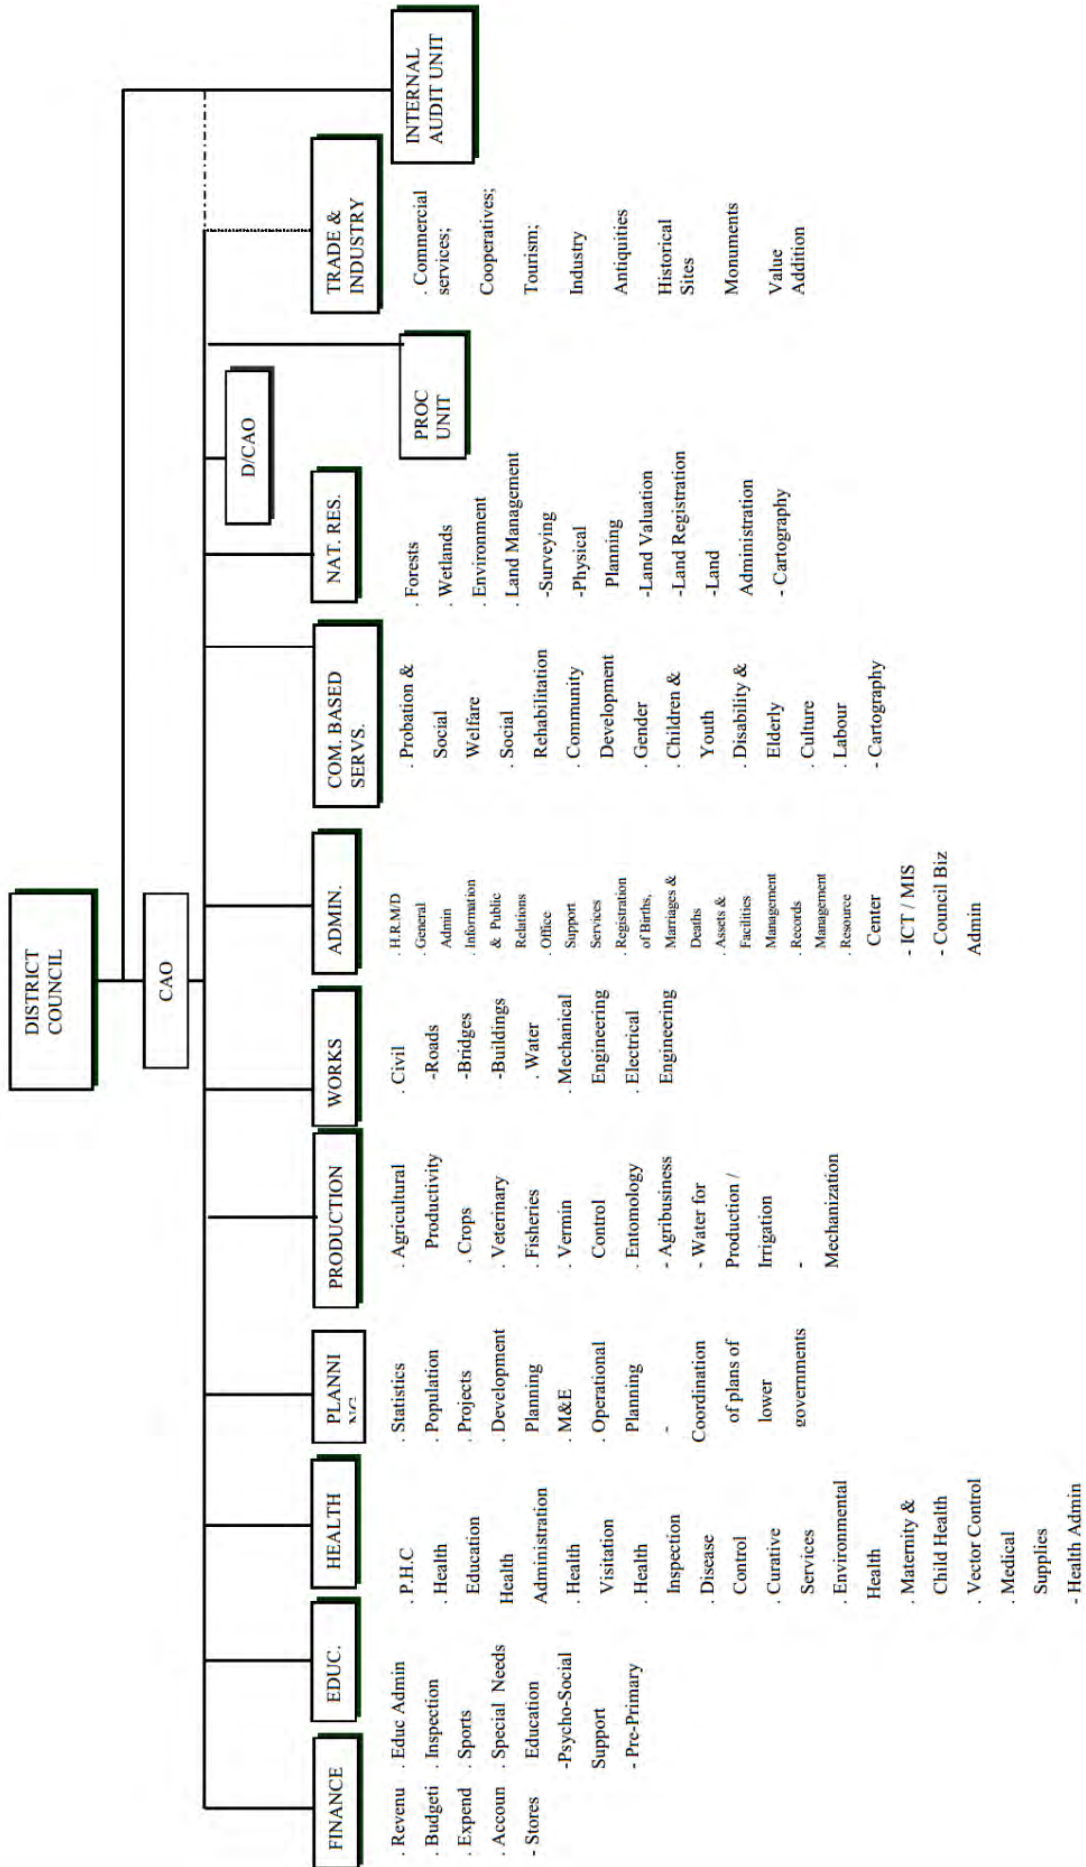 DISTRICT
COUNCIL
CAO
D/CAO
FINANCE
. Revenu
. Budgeti
. Expend
. Accoun
- Stores
EDUC.
. Educ Admin
. Inspection
. Sports
. Special Needs
Education
-Psycho-Social
Support
- Pre-Primary
HEALTH
. P.H.C
. Health
Education
Health
Administration
. Health
Visitation
. Health
Inspection
. Disease
Control
. Curative
Services
. Environmental
Health
. Maternity &
Child Health
. Vector Control
. Medical
Supplies
- Health Admin
PLANNI
NG
. Statistics
. Population
. Projects
. Development
Planning
. M&E
. Operational
Planning
-
Coordination
of plans of
lower
governments
PRODUCTION
. Agricultural
Productivity
. Crops
. Veterinary
. Fisheries
. Vermin
Control
. Entomology
- Agribusiness
- Water for
Production /
Irrigation
-
Mechanization
WORKS
. Civil
-Roads
-Bridges
-Buildings
. Water
. Mechanical
Engineering
. Electrical
Engineering
ADMIN.
. H.R.M/D
. General
Admin
. Information
& Public
Relations
. Office
Support
Services
. Registration
of Births,
Marriages &
Deaths
. Assets &
Facilities
Management
. Records
Management
. Resource
Center
- ICT / MIS
- Council Biz
Admin
COM. BASED
SERVS.
. Probation &
Social
Welfare
. Social
Rehabilitation
. Community
Development
. Gender
. Children &
Youth
. Disability &
Elderly
. Culture
. Labour
- Cartography
NAT. RES.
. Forests
. Wetlands
. Environment
. Land Management
-Surveying
-Physical
Planning
-Land Valuation
-Land Registration
-Land
Administration
- Cartography
PROC
UNIT
TRADE &
INDUSTRY
. Commercial
services;
Cooperatives;
Tourism;
Industry
Antiquities
Historical
Sites
Monuments
Value
Addition
INTERNAL
AUDIT UNIT